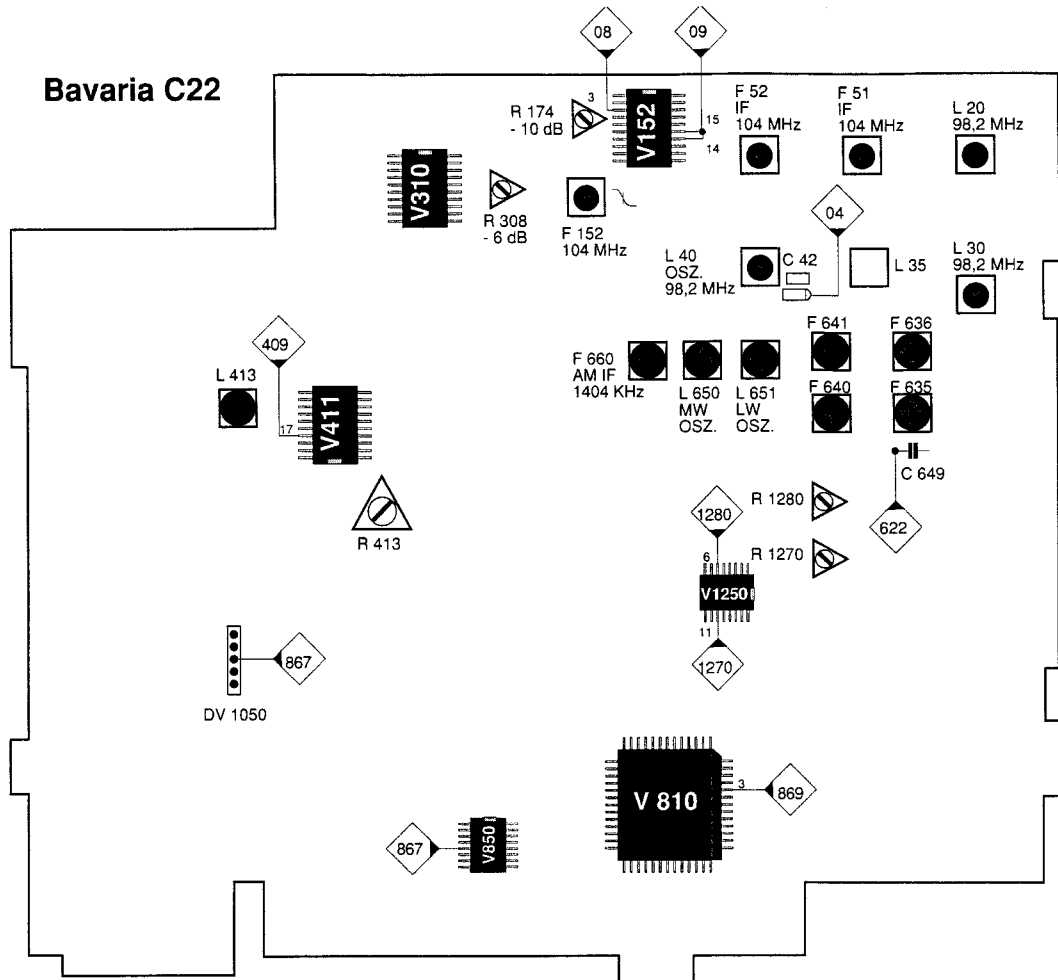 08
09
Bavaria C22
R 174
- 10 dB
3
V152
15
14
F 52
IF
104 MHz
F 51
IF
104 MHz
L 20
98,2 MHz
V310
R 308
- 6 dB
F 152
104 MHz
04
L 40
OSZ.
98,2 MHz
C 42
L 35
L 30
98,2 MHz
409
L 413
17
V411
R 413
F 660
AM IF
1404 KHz
L 650
MW
OSZ.
L 651
LW
OSZ.
F 641
F 636
F 640
F 635
C 649
622
1280
R 1280
R 1270
6
V1250
11
1270
867
DV 1050
V 810
3
869
867
V850